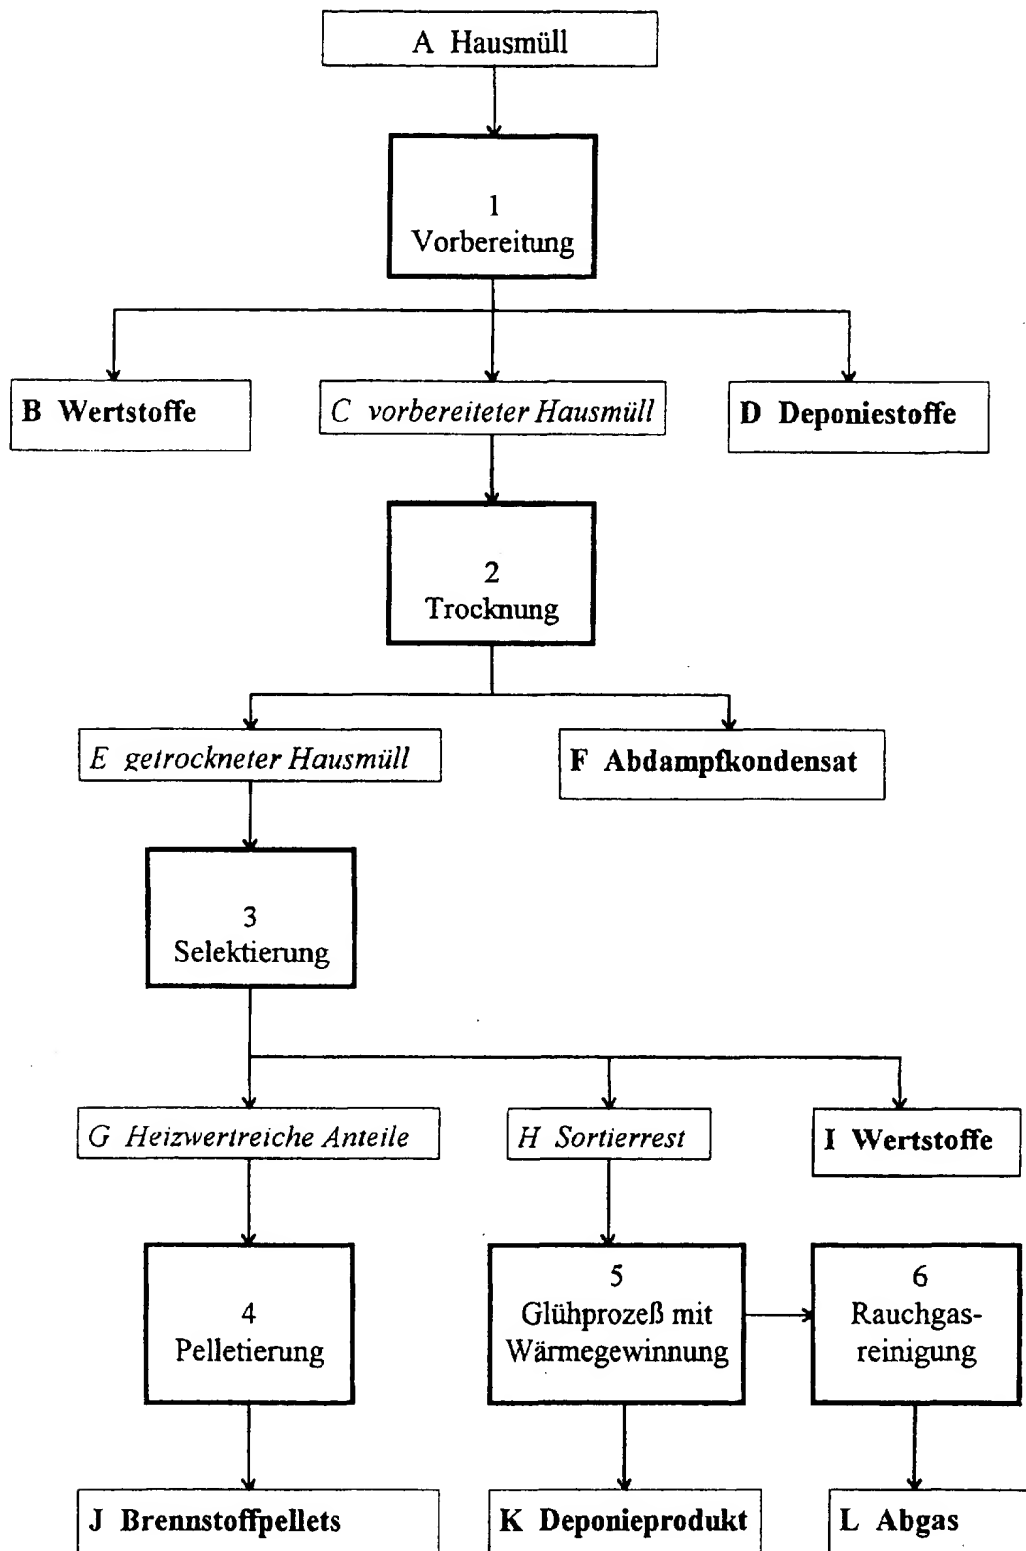 A Hausmüll
1
Vorbereitung
B Wertstoffe
C vorbereiteter Hausmüll
D Deponiestoffe
2
Trocknung
E getrockneter Hausmüll
F Abdampfkondensat
3
Selektierung
G Heizwertreiche Anteile
H Sortierrest
I Wertstoffe
4
Pelletierung
5
Glühprozeß mit
Wärmegewinnung
6
Rauchgas-
reinigung
J Brennstoffpellets
K Deponieprodukt
L Abgas